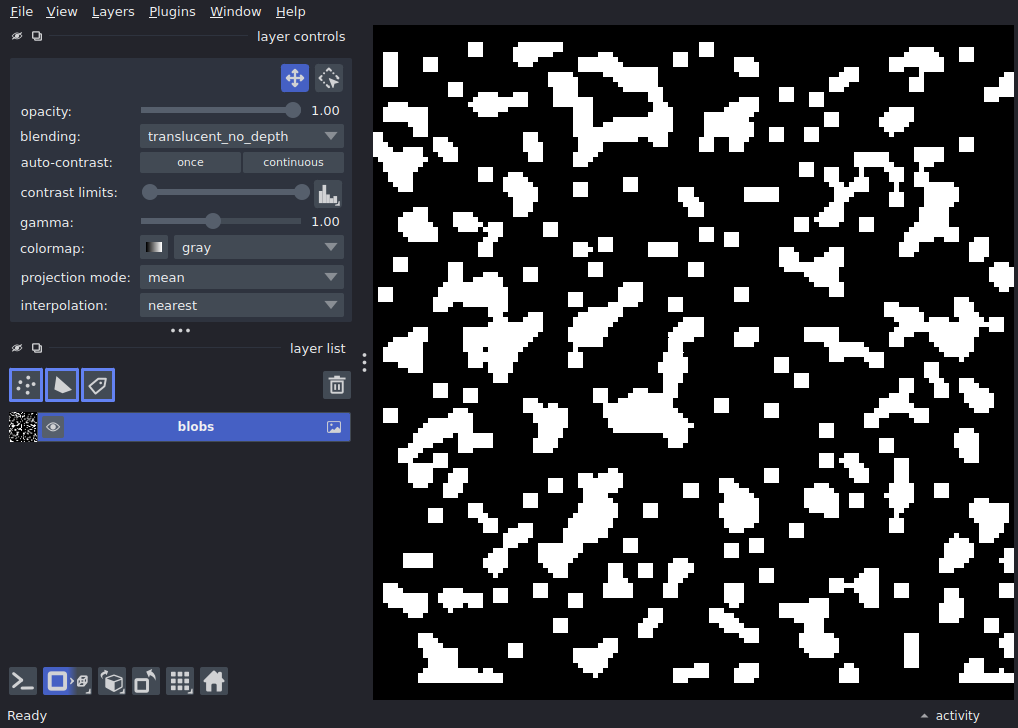 File View Layers Plugins Window Help
layer controls
opacity: 1.00
blending: translucent_no_depth
auto-contrast: once continuous
contrast limits:
gamma: 1.00
colormap: gray
projection mode: mean
interpolation: nearest
layer list
blobs
Ready activity